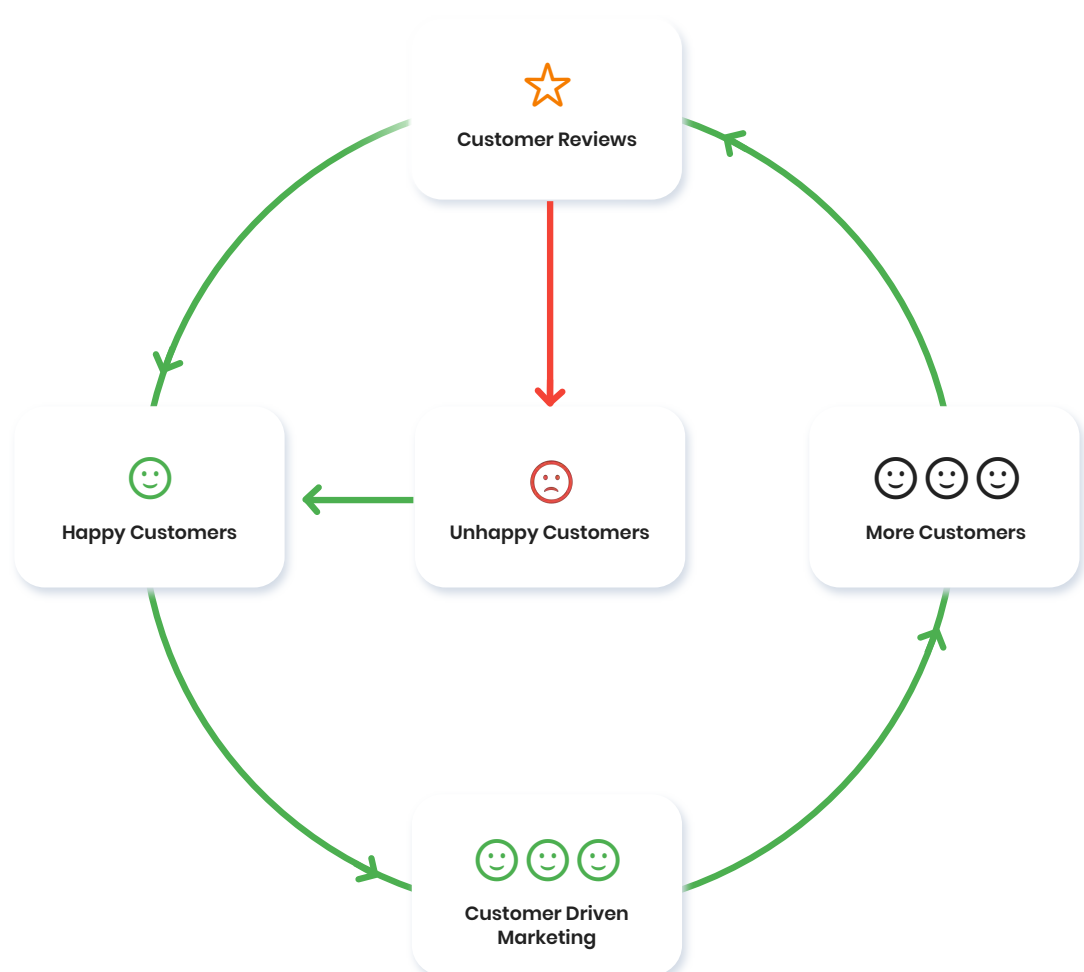 Customer Reviews
Happy Customers
Unhappy Customers
More Customers
Customer Driven
Marketing